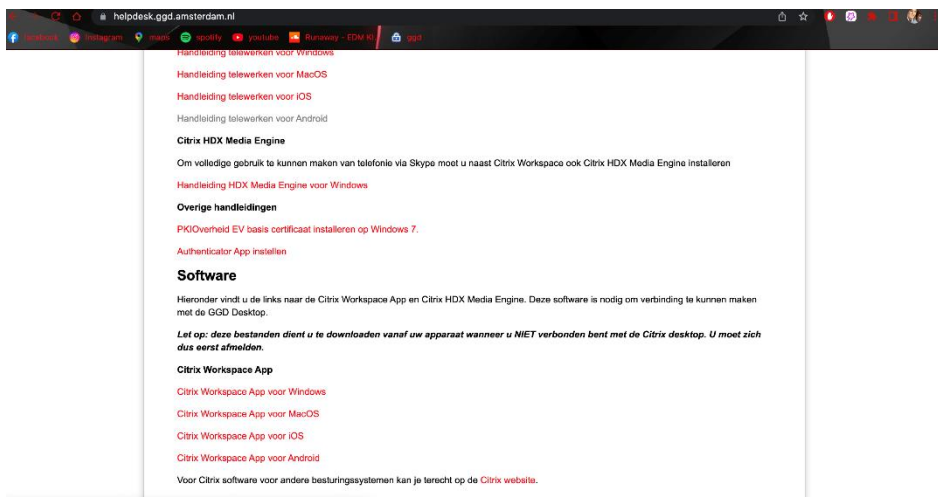 helpdesk.ggd.amsterdam.nl
facebook instagram maps spotify youtube Runaway - EDM Ki ggd
Handleiding telewerken voor Windows
Handleiding telewerken voor MacOS
Handleiding telewerken voor iOS
Handleiding telewerken voor Android
Citrix HDX Media Engine
Om volledige gebruik te kunnen maken van telefonie via Skype moet u naast Citrix Workspace ook Citrix HDX Media Engine installeren
Handleiding HDX Media Engine voor Windows
Overige handleidingen
PKIOverheid EV basis certificaat installeren op Windows 7.
Authenticator App instellen
Software
Hieronder vindt u de links naar de Citrix Workspace App en Citrix HDX Media Engine. Deze software is nodig om verbinding te kunnen maken
met de GGD Desktop.
Let op: deze bestanden dient u te downloaden vanaf uw apparaat wanneer u NIET verbonden bent met de Citrix desktop. U moet zich
dus eerst afmelden.
Citrix Workspace App
Citrix Workspace App voor Windows
Citrix Workspace App voor MacOS
Citrix Workspace App voor iOS
Citrix Workspace App voor Android
Voor Citrix software voor andere besturingssystemen kan je terecht op de Citrix website.